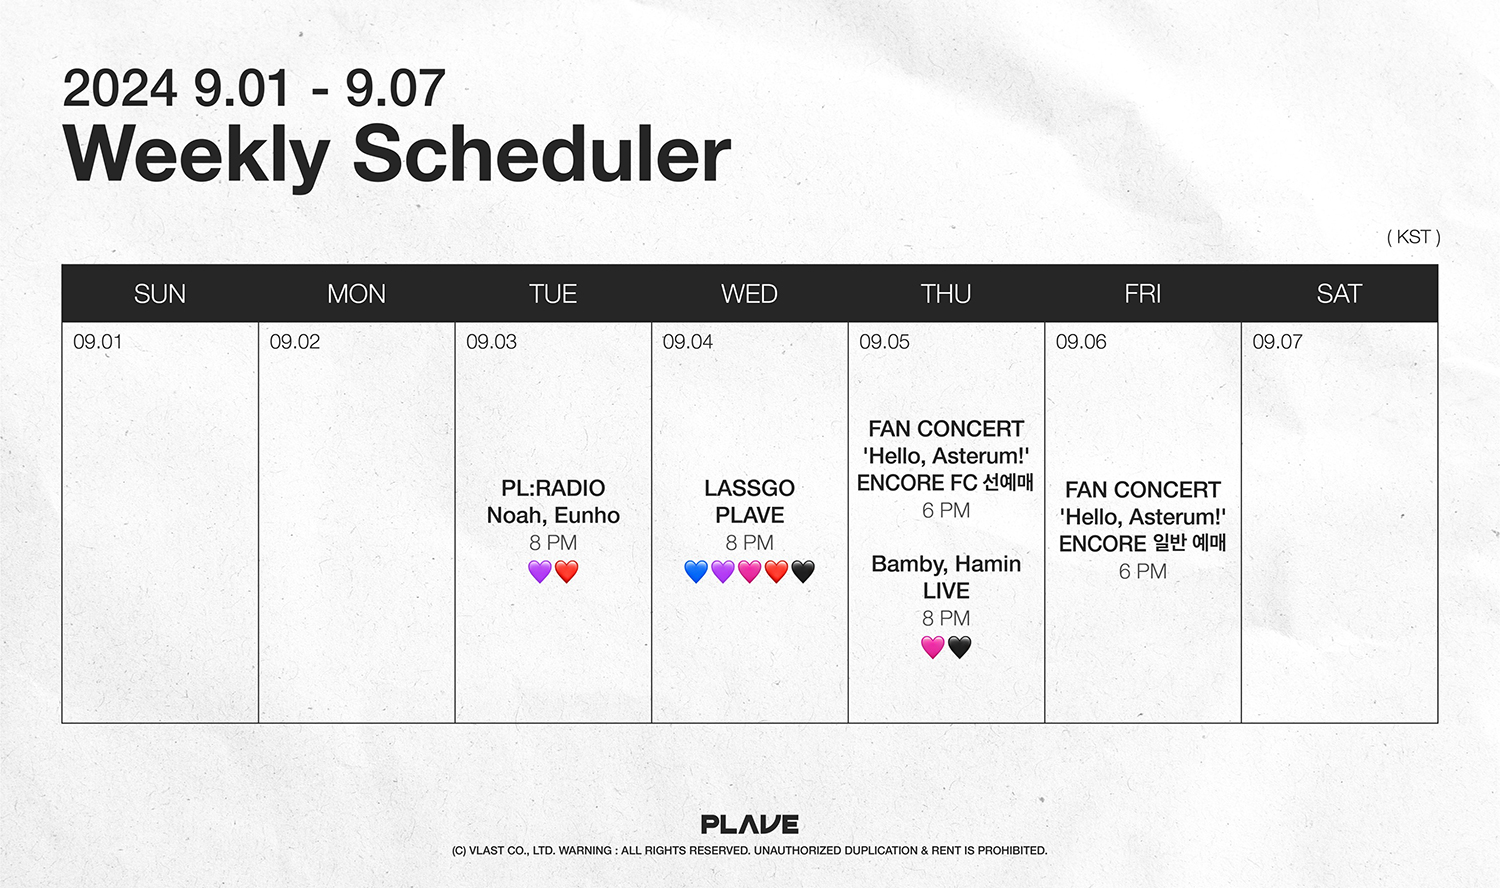 2024 9.01 - 9.07
Weekly Scheduler
( KST )
SUN MON TUE WED THU FRI SAT
09.01 09.02 09.03 09.04 09.05 09.06 09.07
PL:RADIO
Noah, Eunho
8 PM
💜❤️
LASSGO
PLAVE
8 PM
💙💜🩷❤️🖤
FAN CONCERT
'Hello, Asterum!'
ENCORE FC 선예매
6 PM
Bamby, Hamin
LIVE
8 PM
🩷🖤
FAN CONCERT
'Hello, Asterum!'
ENCORE 일반 예매
6 PM
PLAVE
(C) VLAST CO., LTD. WARNING : ALL RIGHTS RESERVED. UNAUTHORIZED DUPLICATION & RENT IS PROHIBITED.